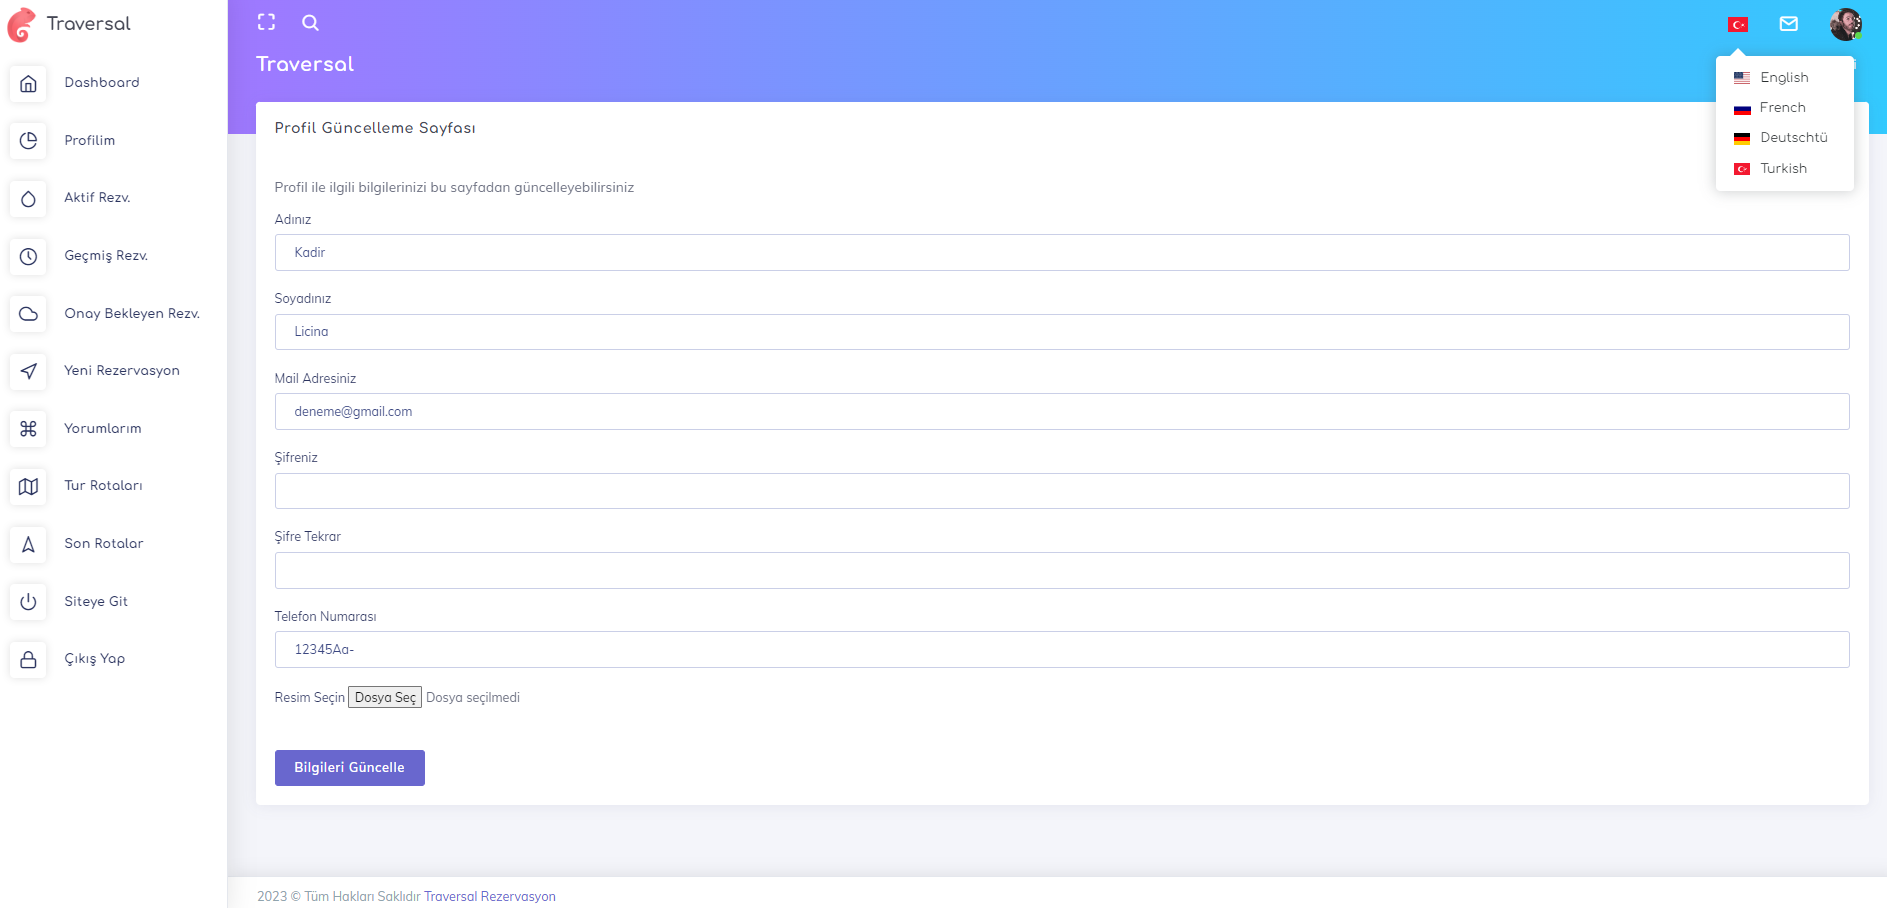 Traversal
Dashboard
Profilim
Aktif Rezv.
Geçmiş Rezv.
Onay Bekleyen Rezv.
Yeni Rezervasyon
Yorumlarım
Tur Rotaları
Son Rotalar
Siteye Git
Çıkış Yap
Traversal
English
French
Deutschtü
Turkish
Profil Güncelleme Sayfası
Profil ile ilgili bilgilerinizi bu sayfadan güncelleyebilirsiniz
Adınız
Kadir
Soyadınız
Licina
Mail Adresiniz
deneme@gmail.com
Şifreniz
Şifre Tekrar
Telefon Numarası
12345Aa-
Resim Seçin Dosya Seç Dosya seçilmedi
Bilgileri Güncelle
2023 © Tüm Hakları Saklıdır Traversal Rezervasyon